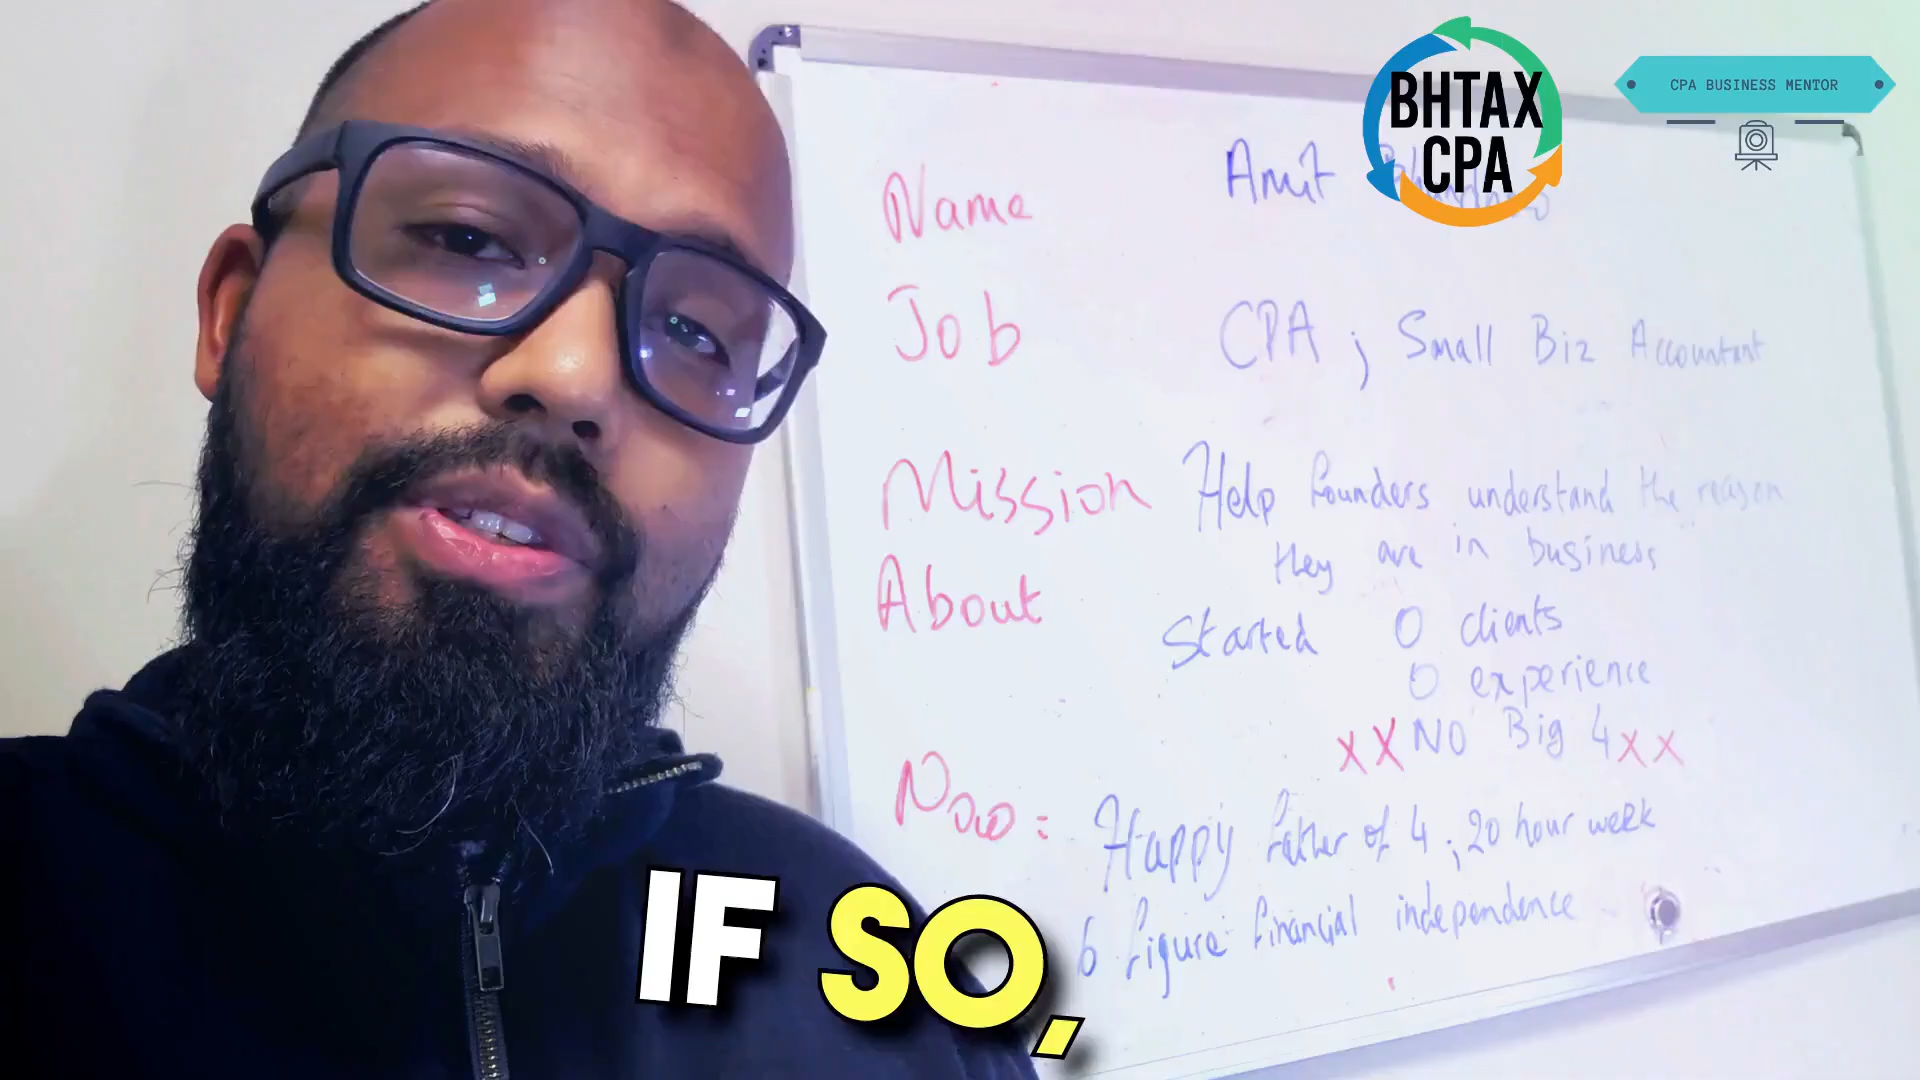 BHTAX
CPA
CPA BUSINESS MENTOR
Name Amit
Job CPA ; Small Biz Accountant
Mission Help founders understand the reason
they are in business
About Started 0 clients
0 experience
XX NO Big 4 XX
Now = Happy father of 4 ; 20 hour week
6 figure financial independence
IF SO,